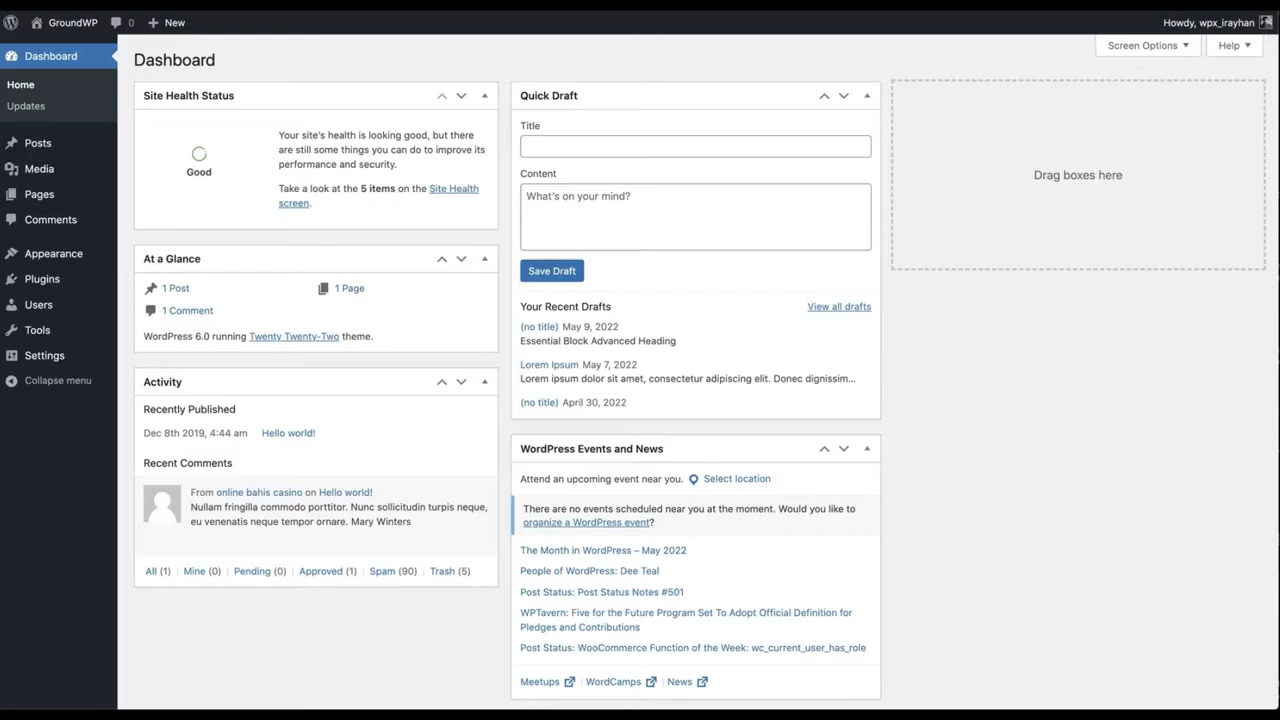 GroundWP
0
New
Howdy, wpx_irayhan
Dashboard
Home
Updates
Posts
Media
Pages
Comments
Appearance
Plugins
Users
Tools
Settings
Collapse menu
Screen Options
Help
Dashboard
Site Health Status
Good
Your site's health is looking good, but there
are still some things you can do to improve its
performance and security.
Take a look at the 5 items on the Site Health
screen.
At a Glance
1 Post
1 Page
1 Comment
WordPress 6.0 running Twenty Twenty-Two theme.
Activity
Recently Published
Dec 8th 2019, 4:44 am Hello world!
Recent Comments
From online bahis casino on Hello world!
Nullam fringilla commodo porttitor. Nunc sollicitudin turpis neque,
eu venenatis neque tempor ornare. Mary Winters
All (1) | Mine (0) | Pending (0) | Approved (1) | Spam (90) | Trash (5)
Quick Draft
Title
Content
What's on your mind?
Save Draft
Your Recent Drafts
View all drafts
(no title) May 9, 2022
Essential Block Advanced Heading
Lorem Ipsum May 7, 2022
Lorem ipsum dolor sit amet, consectetur adipiscing elit. Donec dignissim…
(no title) April 30, 2022
WordPress Events and News
Attend an upcoming event near you. Select location
There are no events scheduled near you at the moment. Would you like to
organize a WordPress event?
The Month in WordPress – May 2022
People of WordPress: Dee Teal
Post Status: Post Status Notes #501
WPTavern: Five for the Future Program Set To Adopt Official Definition for
Pledges and Contributions
Post Status: WooCommerce Function of the Week: wc_current_user_has_role
Meetups | WordCamps | News
Drag boxes here